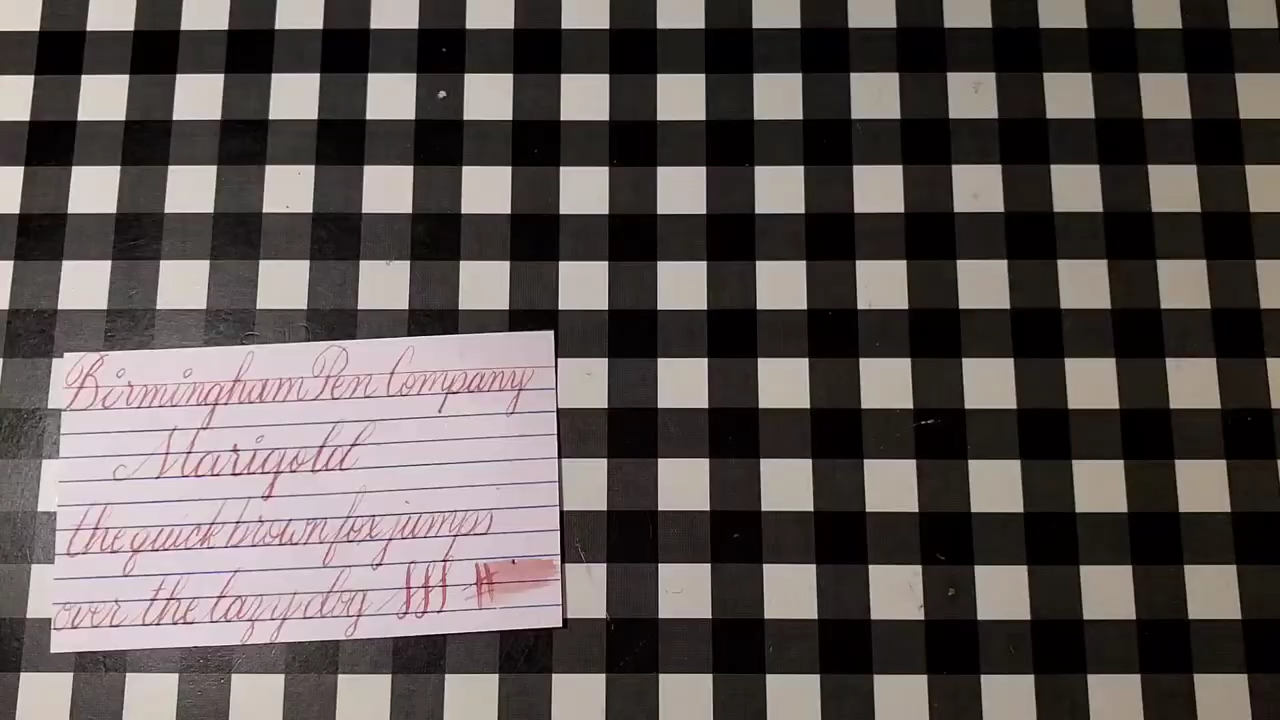 Birmingham Pen Company
Marigold
the quick brown fox jumps
over the lazy dog